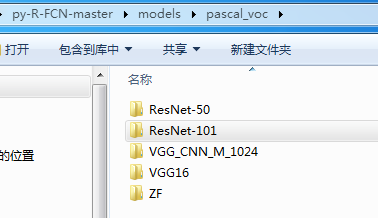 py-R-FCN-master ▸ models ▸ pascal_voc ▸
打开 包含到库中 共享 新建文件夹
名称
ResNet-50
ResNet-101
的位置
VGG_CNN_M_1024
VGG16
ZF